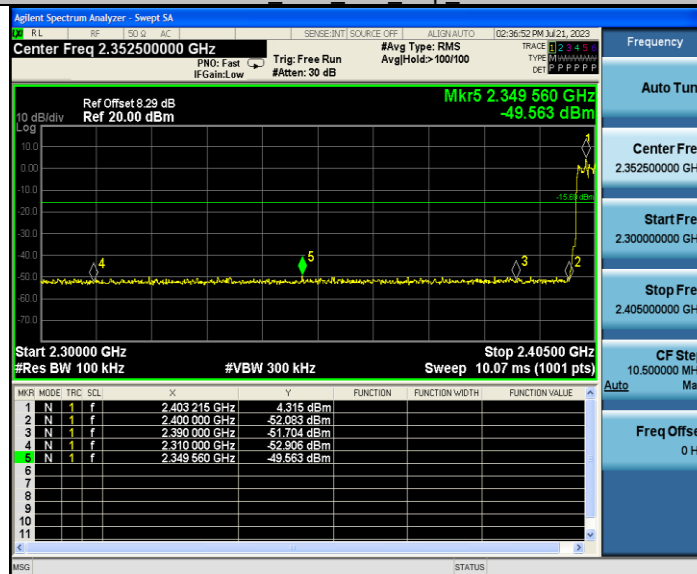 Agilent Spectrum Analyzer - Swept SA
RL RF 50 Ω AC SENSE:INT SOURCE OFF ALIGNAUTO 02:36:52 PM Jul 21, 2023
Center Freq 2.352500000 GHz #Avg Type: RMS TRACE 1 2 3 4 5 6 Frequency
PNO: Fast Trig: Free Run Avg|Hold:>100/100 TYPE M
IFGain:Low #Atten: 30 dB DET P P P P P P
Auto Tun
Mkr5 2.349 560 GHz
Ref Offset 8.29 dB
10 dB/div Ref 20.00 dBm -49.563 dBm
Log
10.0
0.00
-10.0
-20.0
-30.0
-40.0
-50.0
-60.0
-70.0
1
4
5
3
2
Center Fre
2.352500000 GH
Start Fre
2.300000000 GH
Stop Fre
2.405000000 GH
Start 2.30000 GHz Stop 2.40500 GHz
#Res BW 100 kHz #VBW 300 kHz Sweep 10.07 ms (1001 pts)
CF Ste
10.500000 MH
Auto Ma
MKR MODE TRC SCL X Y FUNCTION FUNCTION WIDTH FUNCTION VALUE
1 N 1 f 2.403 215 GHz 4.315 dBm
2 N 1 f 2.400 000 GHz -52.083 dBm
3 N 1 f 2.390 000 GHz -51.704 dBm
4 N 1 f 2.310 000 GHz -52.906 dBm
5 N 1 f 2.349 560 GHz -49.563 dBm
6
7
8
9
10
11
Freq Offse
0 H
MSG STATUS